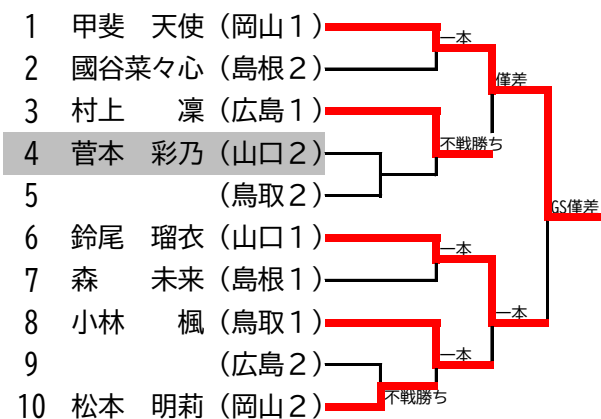 1 甲斐 天使（岡山１）
一本
2 國谷菜々心（島根２）
僅差
3 村上 凜（広島１）
不戦勝ち
4 菅本 彩乃（山口２）
5 （鳥取２）
GS僅差
6 鈴尾 瑠衣（山口１）
一本
7 森 未来（島根１）
一本
8 小林 楓（鳥取１）
一本
9 （広島２）
不戦勝ち
10 松本 明莉（岡山２）